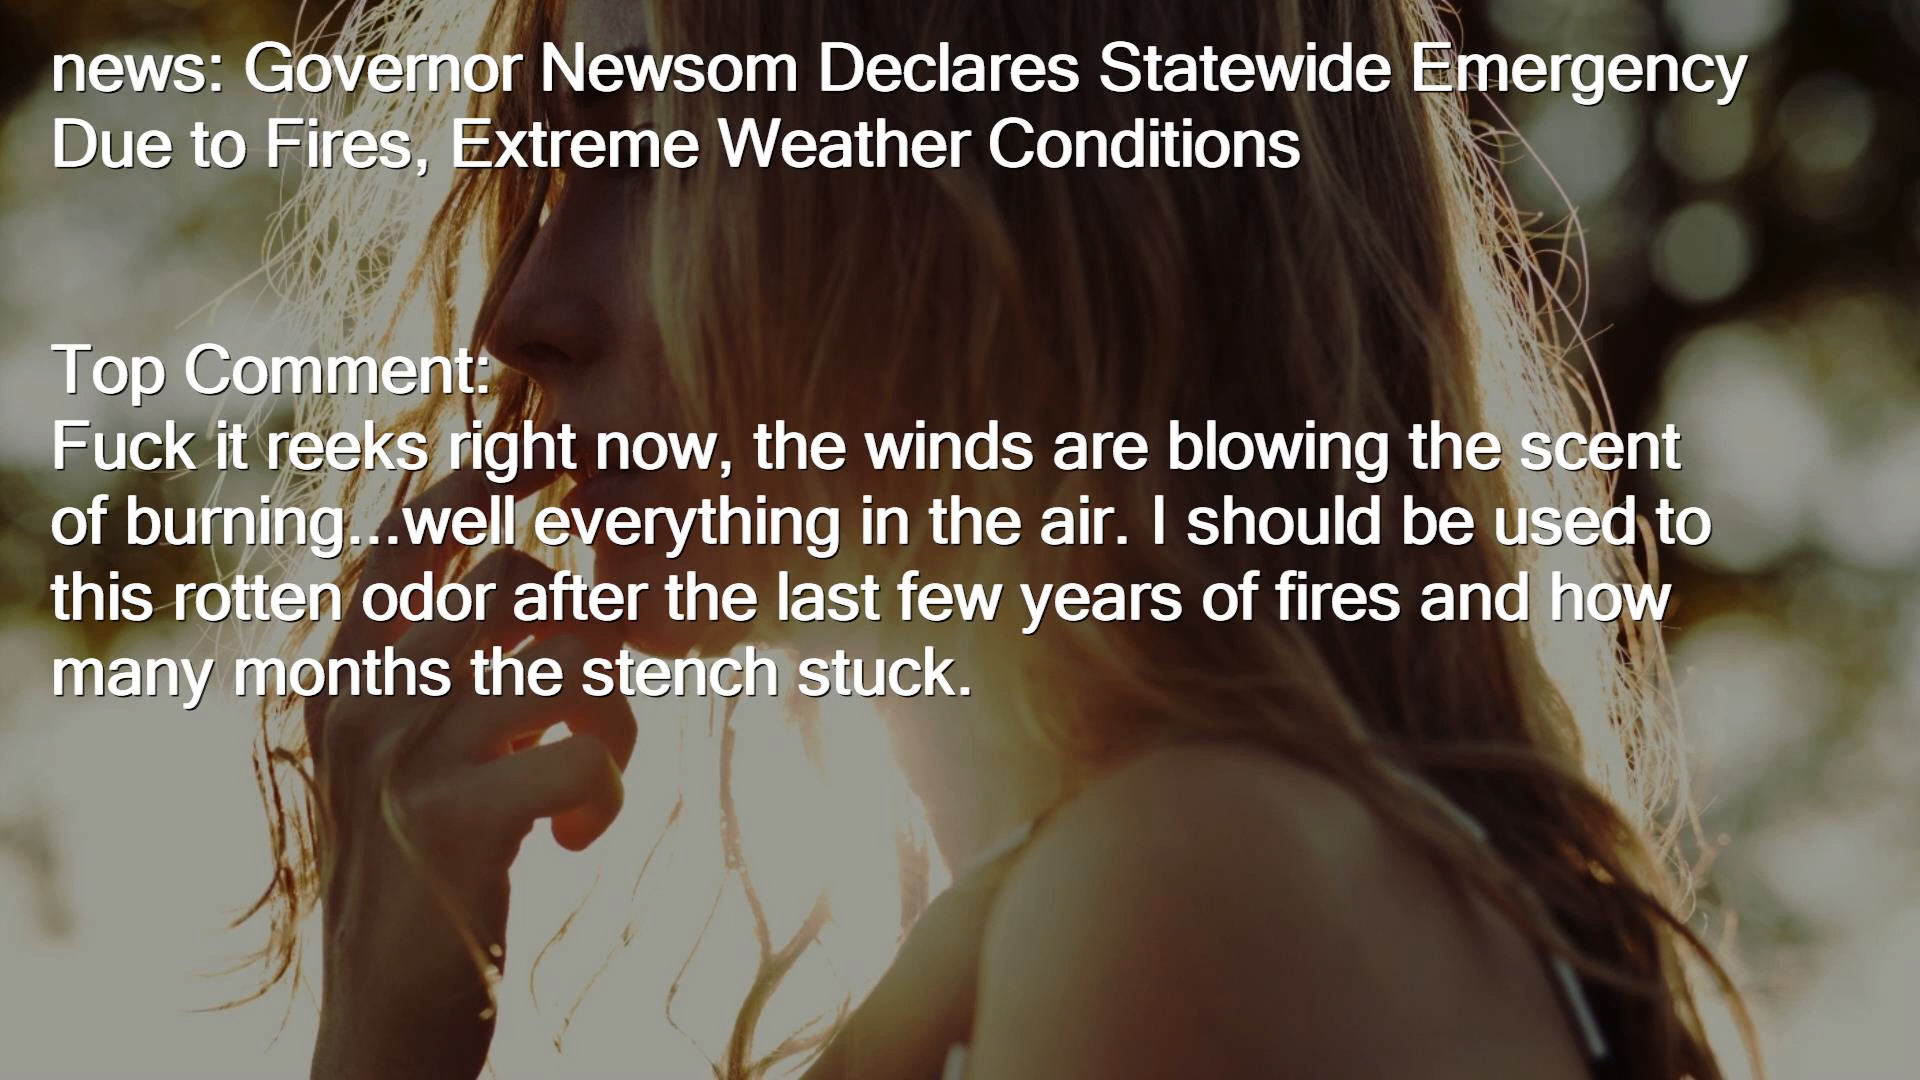 news: Governor Newsom Declares Statewide Emergency
Due to Fires, Extreme Weather Conditions
Top Comment:
Fuck it reeks right now, the winds are blowing the scent
of burning...well everything in the air. I should be used to
this rotten odor after the last few years of fires and how
many months the stench stuck.